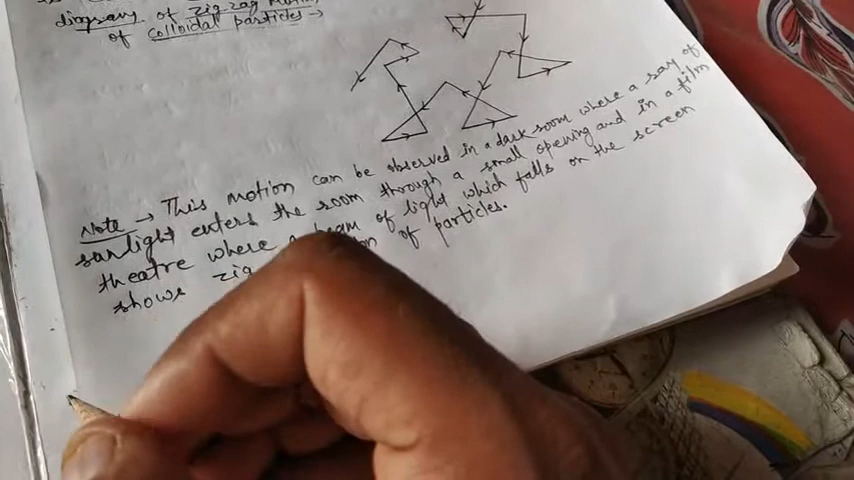 diagram of zig zag motion
of colloidal particles →
Note → This motion can be observed in a dark room where a ray of
sunlight enters the room through a small opening and in a film
theatre where a beam of light which falls on the screen
shows zig of particles.